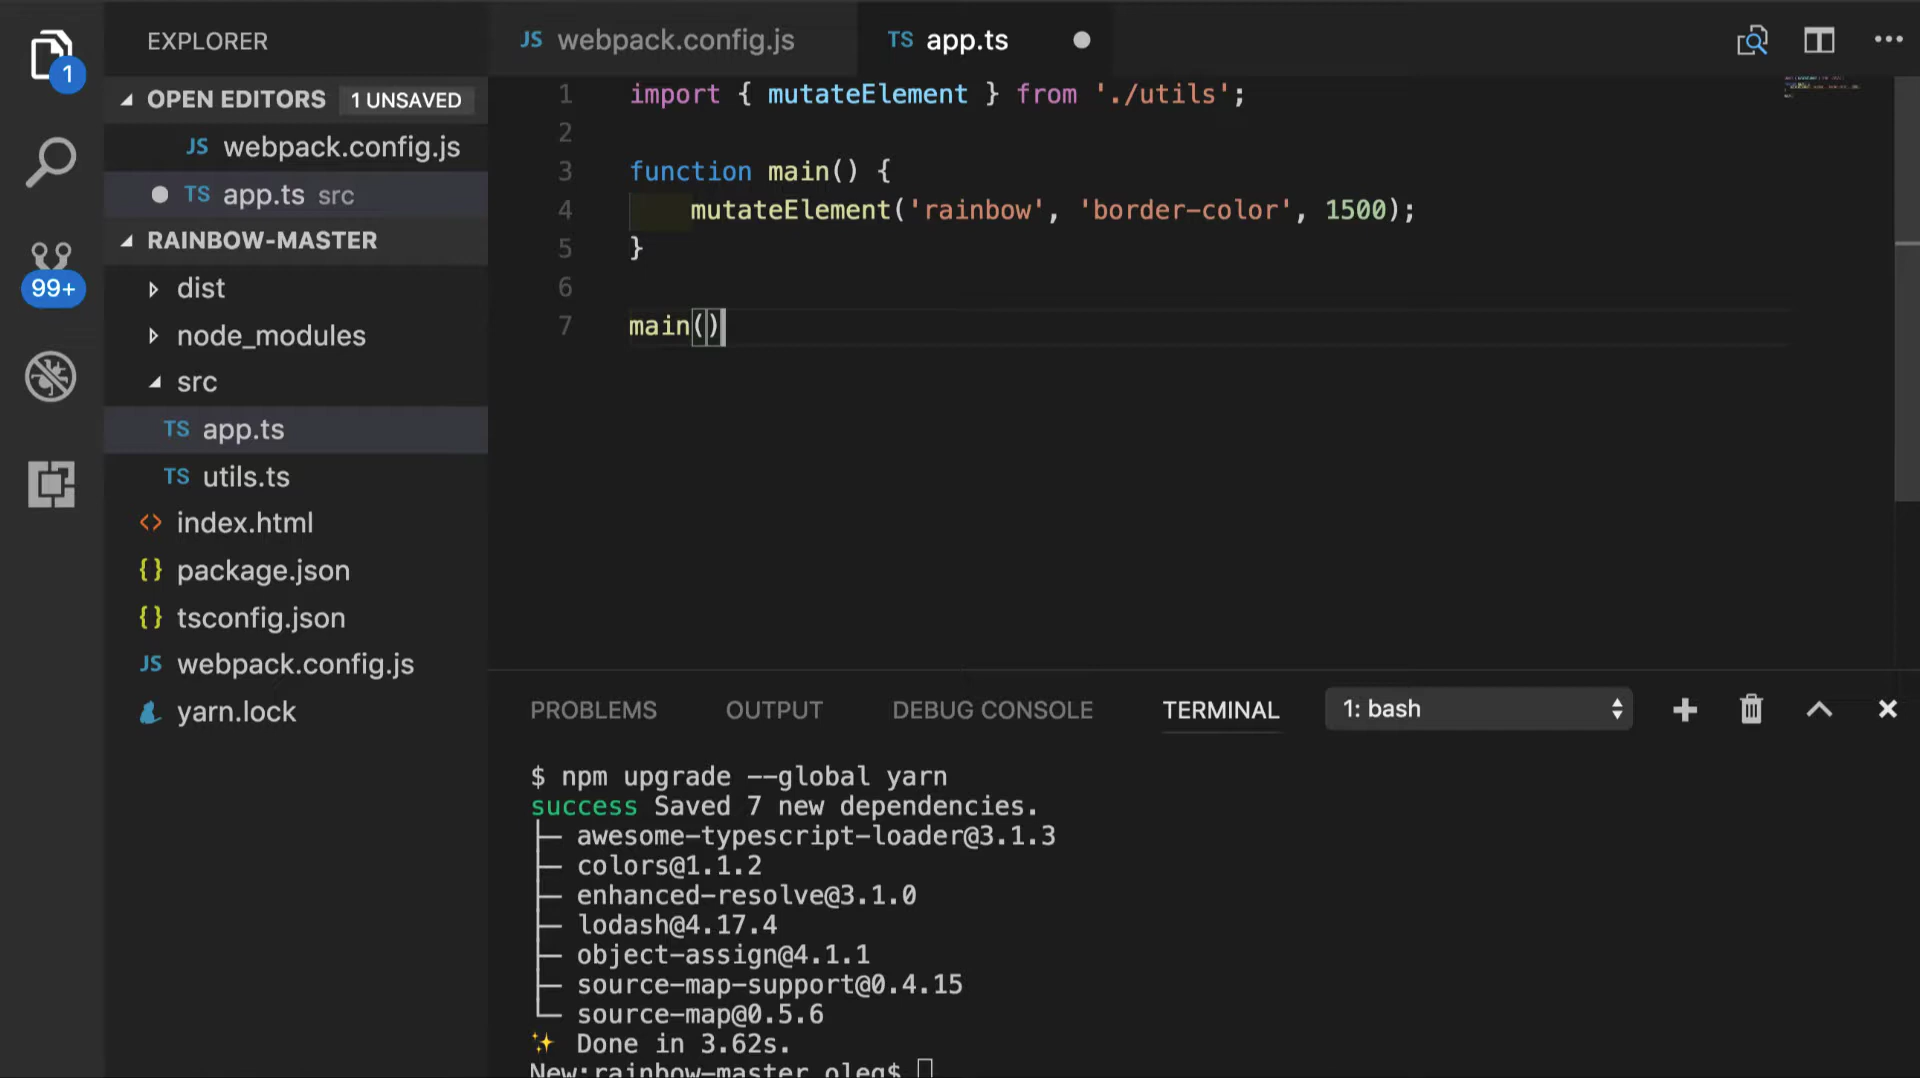 EXPLORER
1
OPEN EDITORS 1 UNSAVED
JS webpack.config.js
TS app.ts src
RAINBOW-MASTER
99+
dist
node_modules
src
TS app.ts
TS utils.ts
<> index.html
{} package.json
{} tsconfig.json
JS webpack.config.js
yarn.lock
JS webpack.config.js
TS app.ts
1 import { mutateElement } from './utils';
2
3 function main() {
4 mutateElement('rainbow', 'border-color', 1500);
5 }
6
7 main()
PROBLEMS OUTPUT DEBUG CONSOLE TERMINAL 1: bash
$ npm upgrade --global yarn
success Saved 7 new dependencies.
├─ awesome-typescript-loader@3.1.3
├─ colors@1.1.2
├─ enhanced-resolve@3.1.0
├─ lodash@4.17.4
├─ object-assign@4.1.1
├─ source-map-support@0.4.15
└─ source-map@0.5.6
✨ Done in 3.62s.
New:rainbow-master oleg$